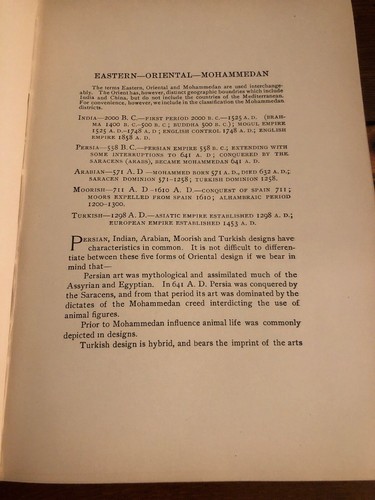 EASTERN—ORIENTAL—MOHAMMEDAN
The terms Eastern, Oriental and Mohammedan are used interchange-
ably. The Orient has, however, distinct geographic boundries which include
India and China, but do not include the countries of the Mediterranean.
For convenience, however, we include in the classification the Mohammedan
districts.
INDIA—2000 B. C.—FIRST PERIOD: 2000 B. C.—1525 A. D. (BRAH-
MA 1400 B. C.-500 B. C.; BUDDHA 500 B. C.); MOGUL EMPIRE
1525 A. D.-1748 A. D; ENGLISH CONTROL 1748 A. D.; ENGLISH
EMPIRE 1858 A. D.
PERSIA—558 B. C.—PERSIAN EMPIRE 558 B. C.; EXTENDING WITH
SOME INTERRUPTIONS TO 641 A. D; CONQUERED BY THE
SARACENS (ARABS), BECAME MOHAMMEDAN 641 A. D.
ARABIAN—571 A. D—MOHAMMED BORN 571 A. D., DIED 632 A. D.;
SARACEN DOMINION 571-1258; TURKISH DOMINION 1258.
MOORISH—711 A. D -1610 A. D.—CONQUEST OF SPAIN 711;
MOORS EXPELLED FROM SPAIN 1610; ALHAMBRAIC PERIOD
1200-1300.
TURKISH—1298 A. D.—ASIATIC EMPIRE ESTABLISHED 1298 A. D.;
EUROPEAN EMPIRE ESTABLISHED 1453 A. D.
PERSIAN, Indian, Arabian, Moorish and Turkish designs have
characteristics in common. It is not difficult to differen-
tiate between these five forms of Oriental design if we bear in
mind that—
Persian art was mythological and assimilated much of the
Assyrian and Egyptian. In 641 A. D. Persia was conquered by
the Saracens, and from that period its art was dominated by the
dictates of the Mohammedan creed interdicting the use of
animal figures.
Prior to Mohammedan influence animal life was commonly
depicted in designs.
Turkish design is hybrid, and bears the imprint of the arts